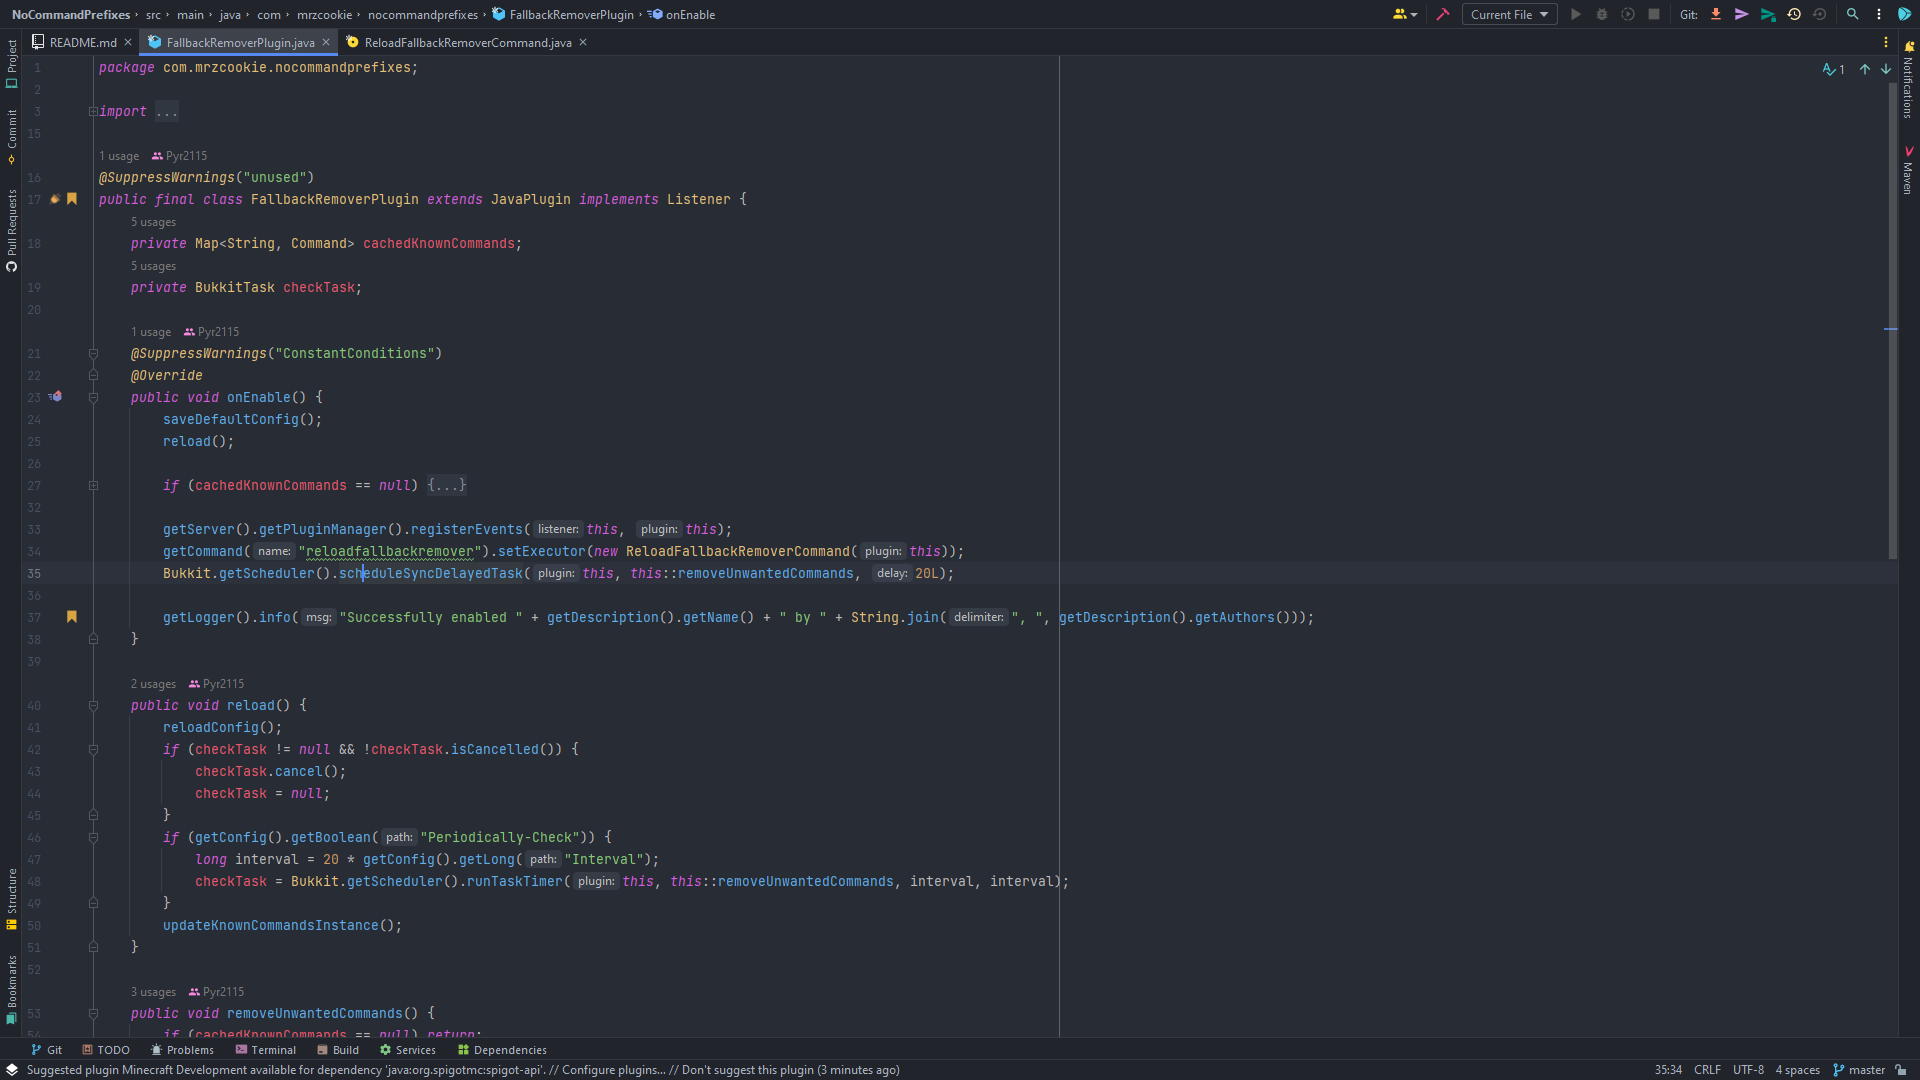 NoCommandPrefixes › src › main › java › com › mrzcookie › nocommandprefixes › FallbackRemoverPlugin › onEnable
Current File
Git:
README.md
FallbackRemoverPlugin.java
ReloadFallbackRemoverCommand.java
Project
Commit
Pull Requests
Structure
Bookmarks
Notifications
Maven
1
1 package com.mrzcookie.nocommandprefixes;
2
3 import ...
15
1 usage Pyr2115
16 @SuppressWarnings("unused")
17 public final class FallbackRemoverPlugin extends JavaPlugin implements Listener {
5 usages
18 private Map<String, Command> cachedKnownCommands;
5 usages
19 private BukkitTask checkTask;
20
1 usage Pyr2115
21 @SuppressWarnings("ConstantConditions")
22 @Override
23 public void onEnable() {
24 saveDefaultConfig();
25 reload();
26
27 if (cachedKnownCommands == null) {...}
32
33 getServer().getPluginManager().registerEvents( listener: this, plugin: this);
34 getCommand( name: "reloadfallbackremover").setExecutor(new ReloadFallbackRemoverCommand( plugin: this));
35 Bukkit.getScheduler().scheduleSyncDelayedTask( plugin: this, this::removeUnwantedCommands, delay: 20L);
36
37 getLogger().info( msg: "Successfully enabled " + getDescription().getName() + " by " + String.join( delimiter: ", ", getDescription().getAuthors()));
38 }
39
2 usages Pyr2115
40 public void reload() {
41 reloadConfig();
42 if (checkTask != null && !checkTask.isCancelled()) {
43 checkTask.cancel();
44 checkTask = null;
45 }
46 if (getConfig().getBoolean( path: "Periodically-Check")) {
47 long interval = 20 * getConfig().getLong( path: "Interval");
48 checkTask = Bukkit.getScheduler().runTaskTimer( plugin: this, this::removeUnwantedCommands, interval, interval);
49 }
50 updateKnownCommandsInstance();
51 }
52
3 usages Pyr2115
53 public void removeUnwantedCommands() {
54 if (cachedKnownCommands == null) return;
Git TODO Problems Terminal Build Services Dependencies
Suggested plugin Minecraft Development available for dependency 'java:org.spigotmc:spigot-api'. // Configure plugins... // Don't suggest this plugin (3 minutes ago)
35:34 CRLF UTF-8 4 spaces master